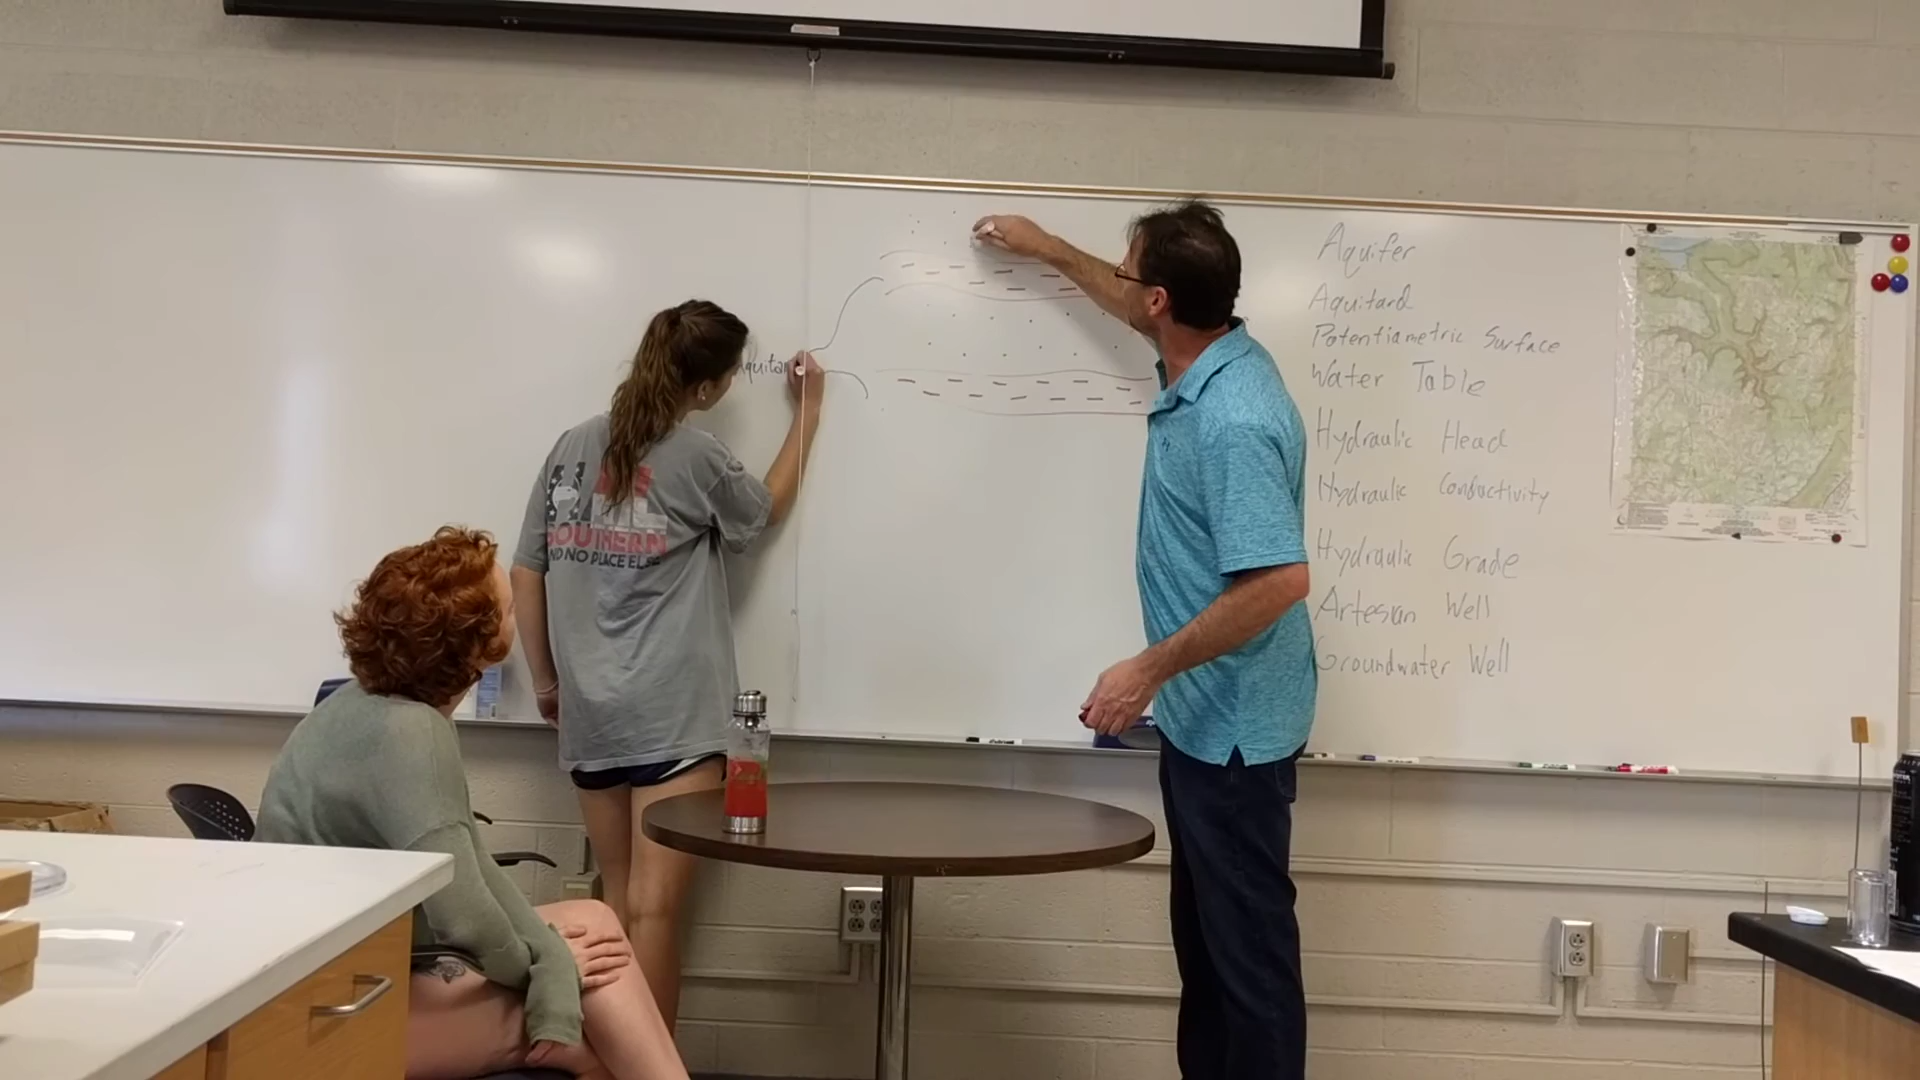 Aquifer
Aquitard
Potentiametric Surface
Water Table
Hydraulic Head
Hydraulic Conductivity
Hydraulic Grade
Artesian Well
Groundwater Well
Aquitar
SOUTHERN
AND NO PLACE ELSE